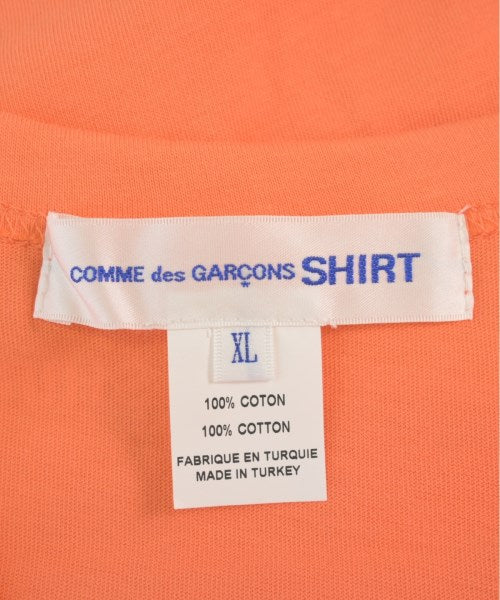 COMME des GARÇONS SHIRT
XL
100% COTON
100% COTTON
FABRIQUE EN TURQUIE
MADE IN TURKEY